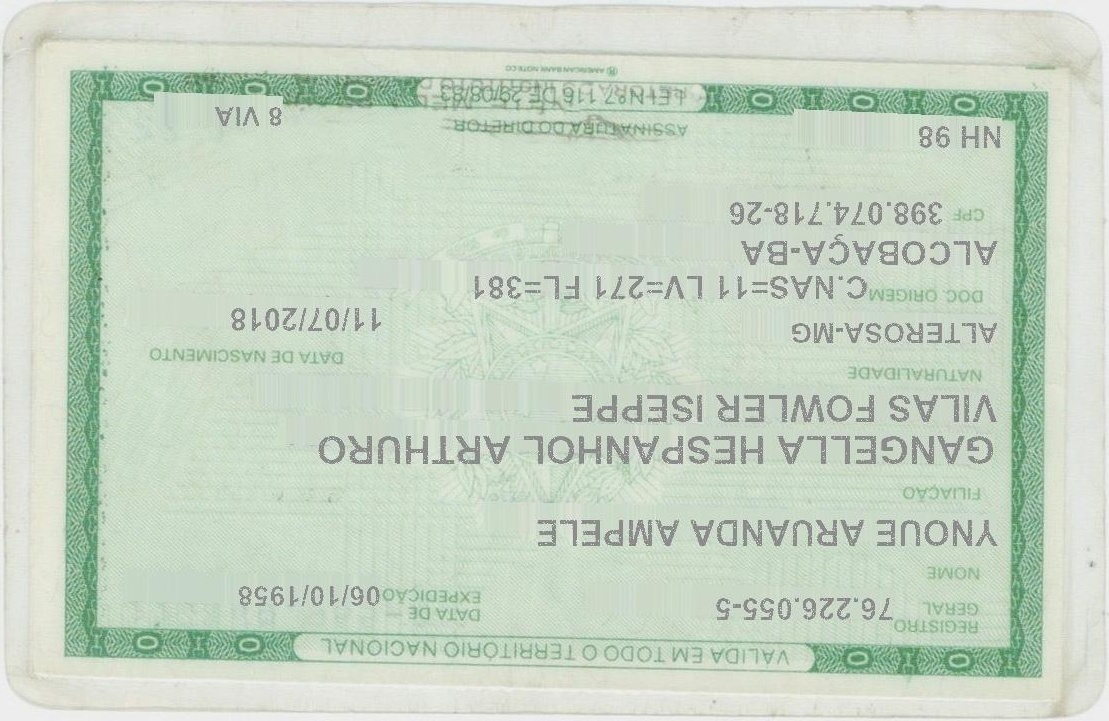 VALIDA EM TODO O TERRITÓRIO NACIONAL
REGISTRO GERAL 76.226.055-5 DATA DE EXPEDIÇÃO 06/10/1958
NOME
YNOUE ARUANDA AMPELE
FILIAÇÃO
GANGELLA HESPANHOL ARTHURO
VILAS FOWLER ISEPPE
NATURALIDADE DATA DE NASCIMENTO
ALTEROSA-MG 11/07/2018
DOC ORIGEM C.NAS=11 LV=271 FL=381
ALCOBAÇA-BA
CPF 398.074.718-26
NH 98 8 VIA
ASSINATURA DO DIRETOR
LEI Nº 7.116 DE 29/08/83
AMERICAN BANK NOTE CO